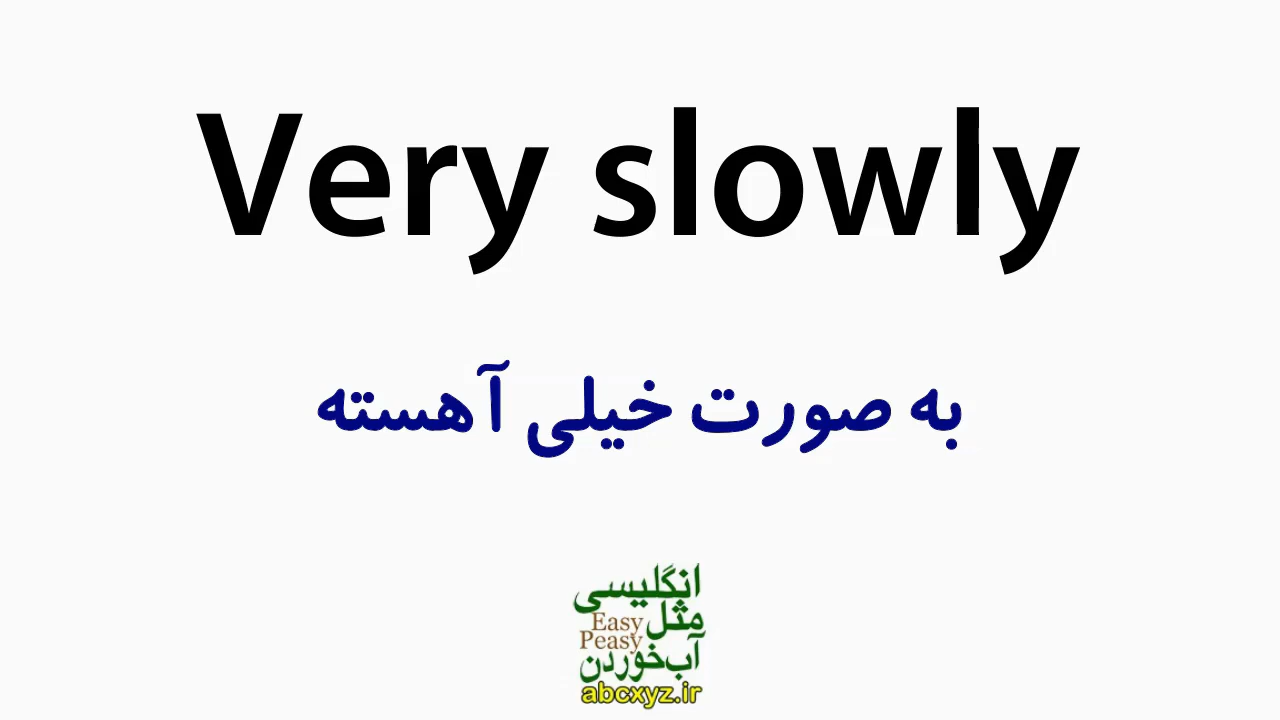 Very slowly
به صورت خیلی آهسته
انگلیسی
مثل Easy
Peasy
آب‌خوردن
abcxyz.ir